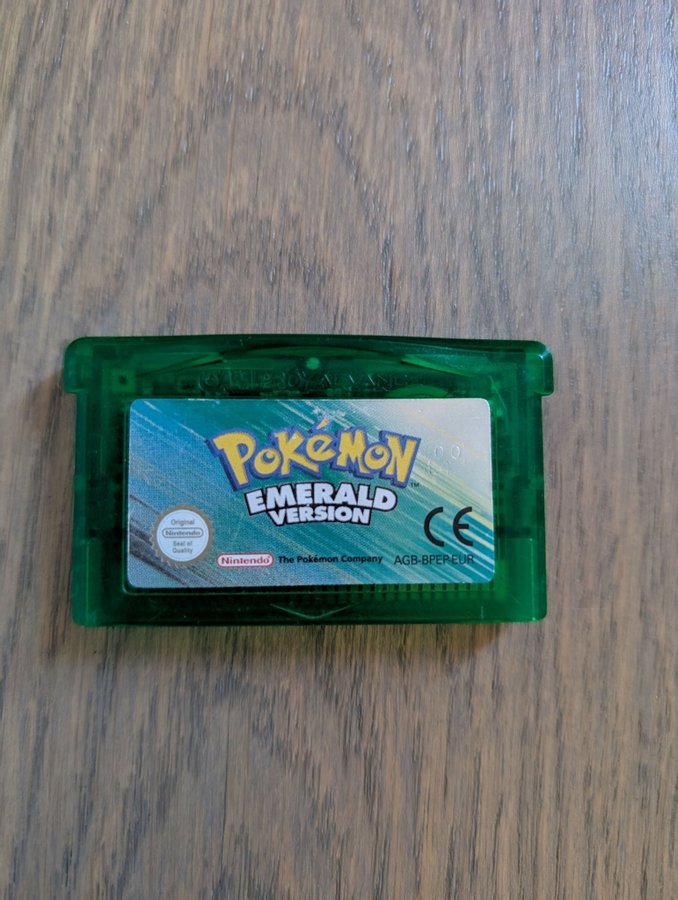 GAME BOY ADVANCE
POKéMON
EMERALD
VERSION
TM
Original
Nintendo
Seal of
Quality
Nintendo The Pokémon Company
CE
AGB-BPEP-EUR